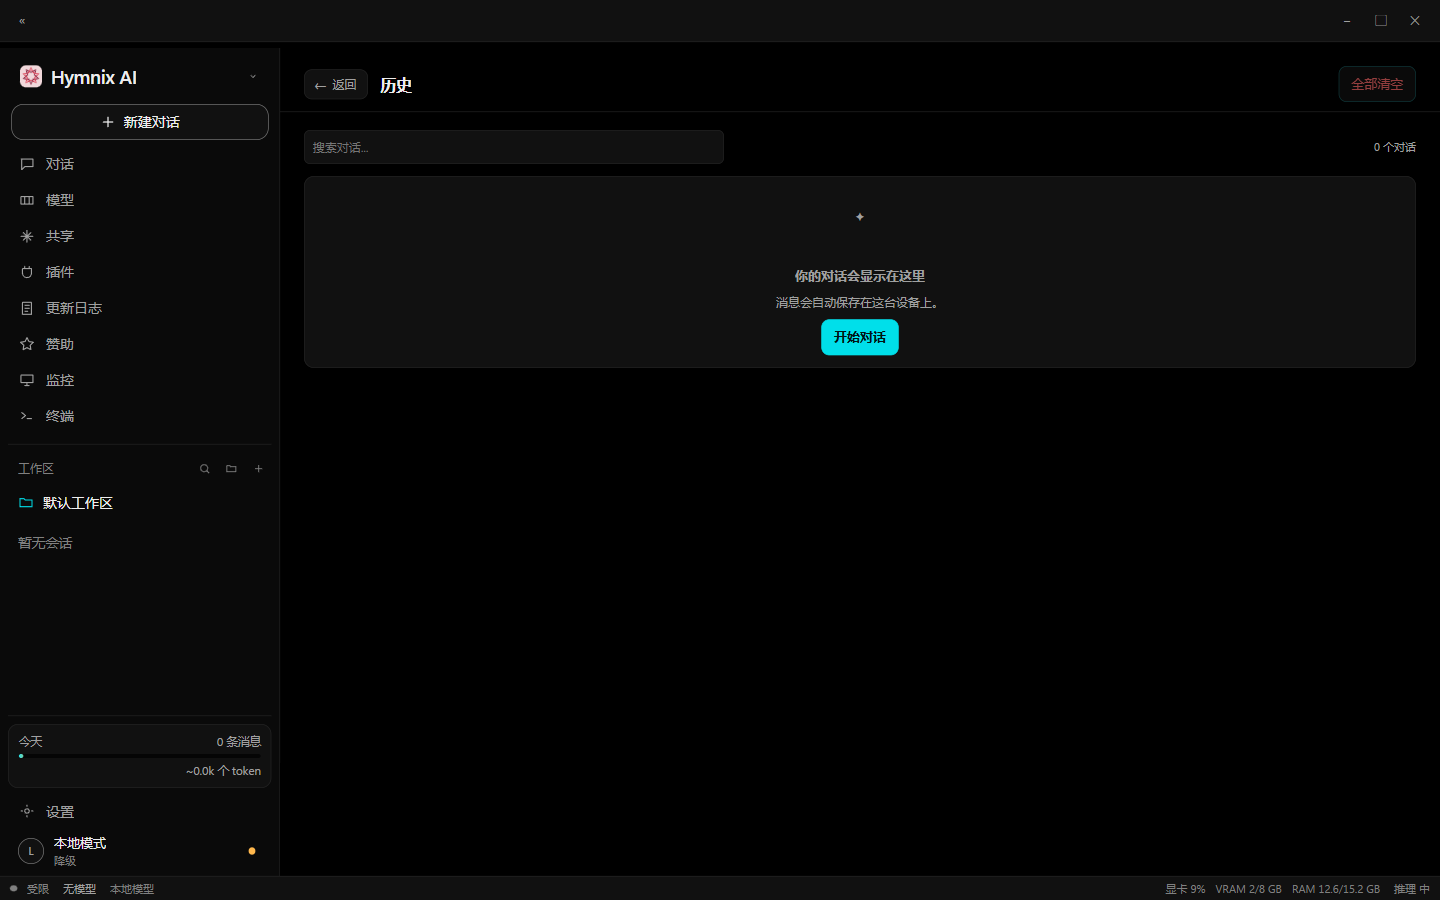 «
Hymnix AI
新建对话
对话
模型
共享
插件
更新日志
赞助
监控
终端
工作区
默认工作区
暂无会话
今天 0 条消息
~0.0k 个 token
设置
L 本地模式
降级
← 返回 历史 全部清空
搜索对话... 0 个对话
你的对话会显示在这里
消息会自动保存在这台设备上。
开始对话
受限 无模型 本地模型 显卡 9% VRAM 2/8 GB RAM 12.6/15.2 GB 推理 中